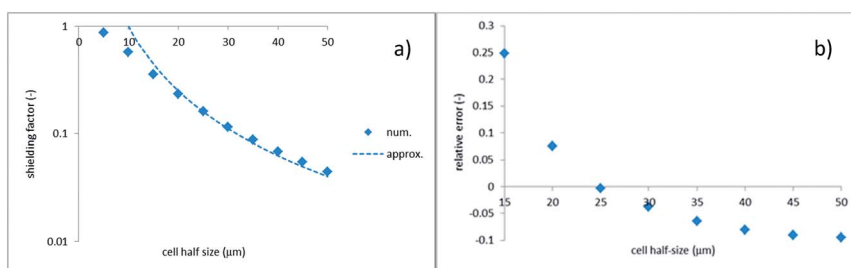 a)
1
0.1
0.01
0 10 20 30 40 50
shielding factor (-)
cell half size (μm)
num.
approx.
b)
0.3
0.25
0.2
0.15
0.1
0.05
0
-0.05
-0.1
15 20 25 30 35 40 45 50
relative error (-)
cell half-size (μm)